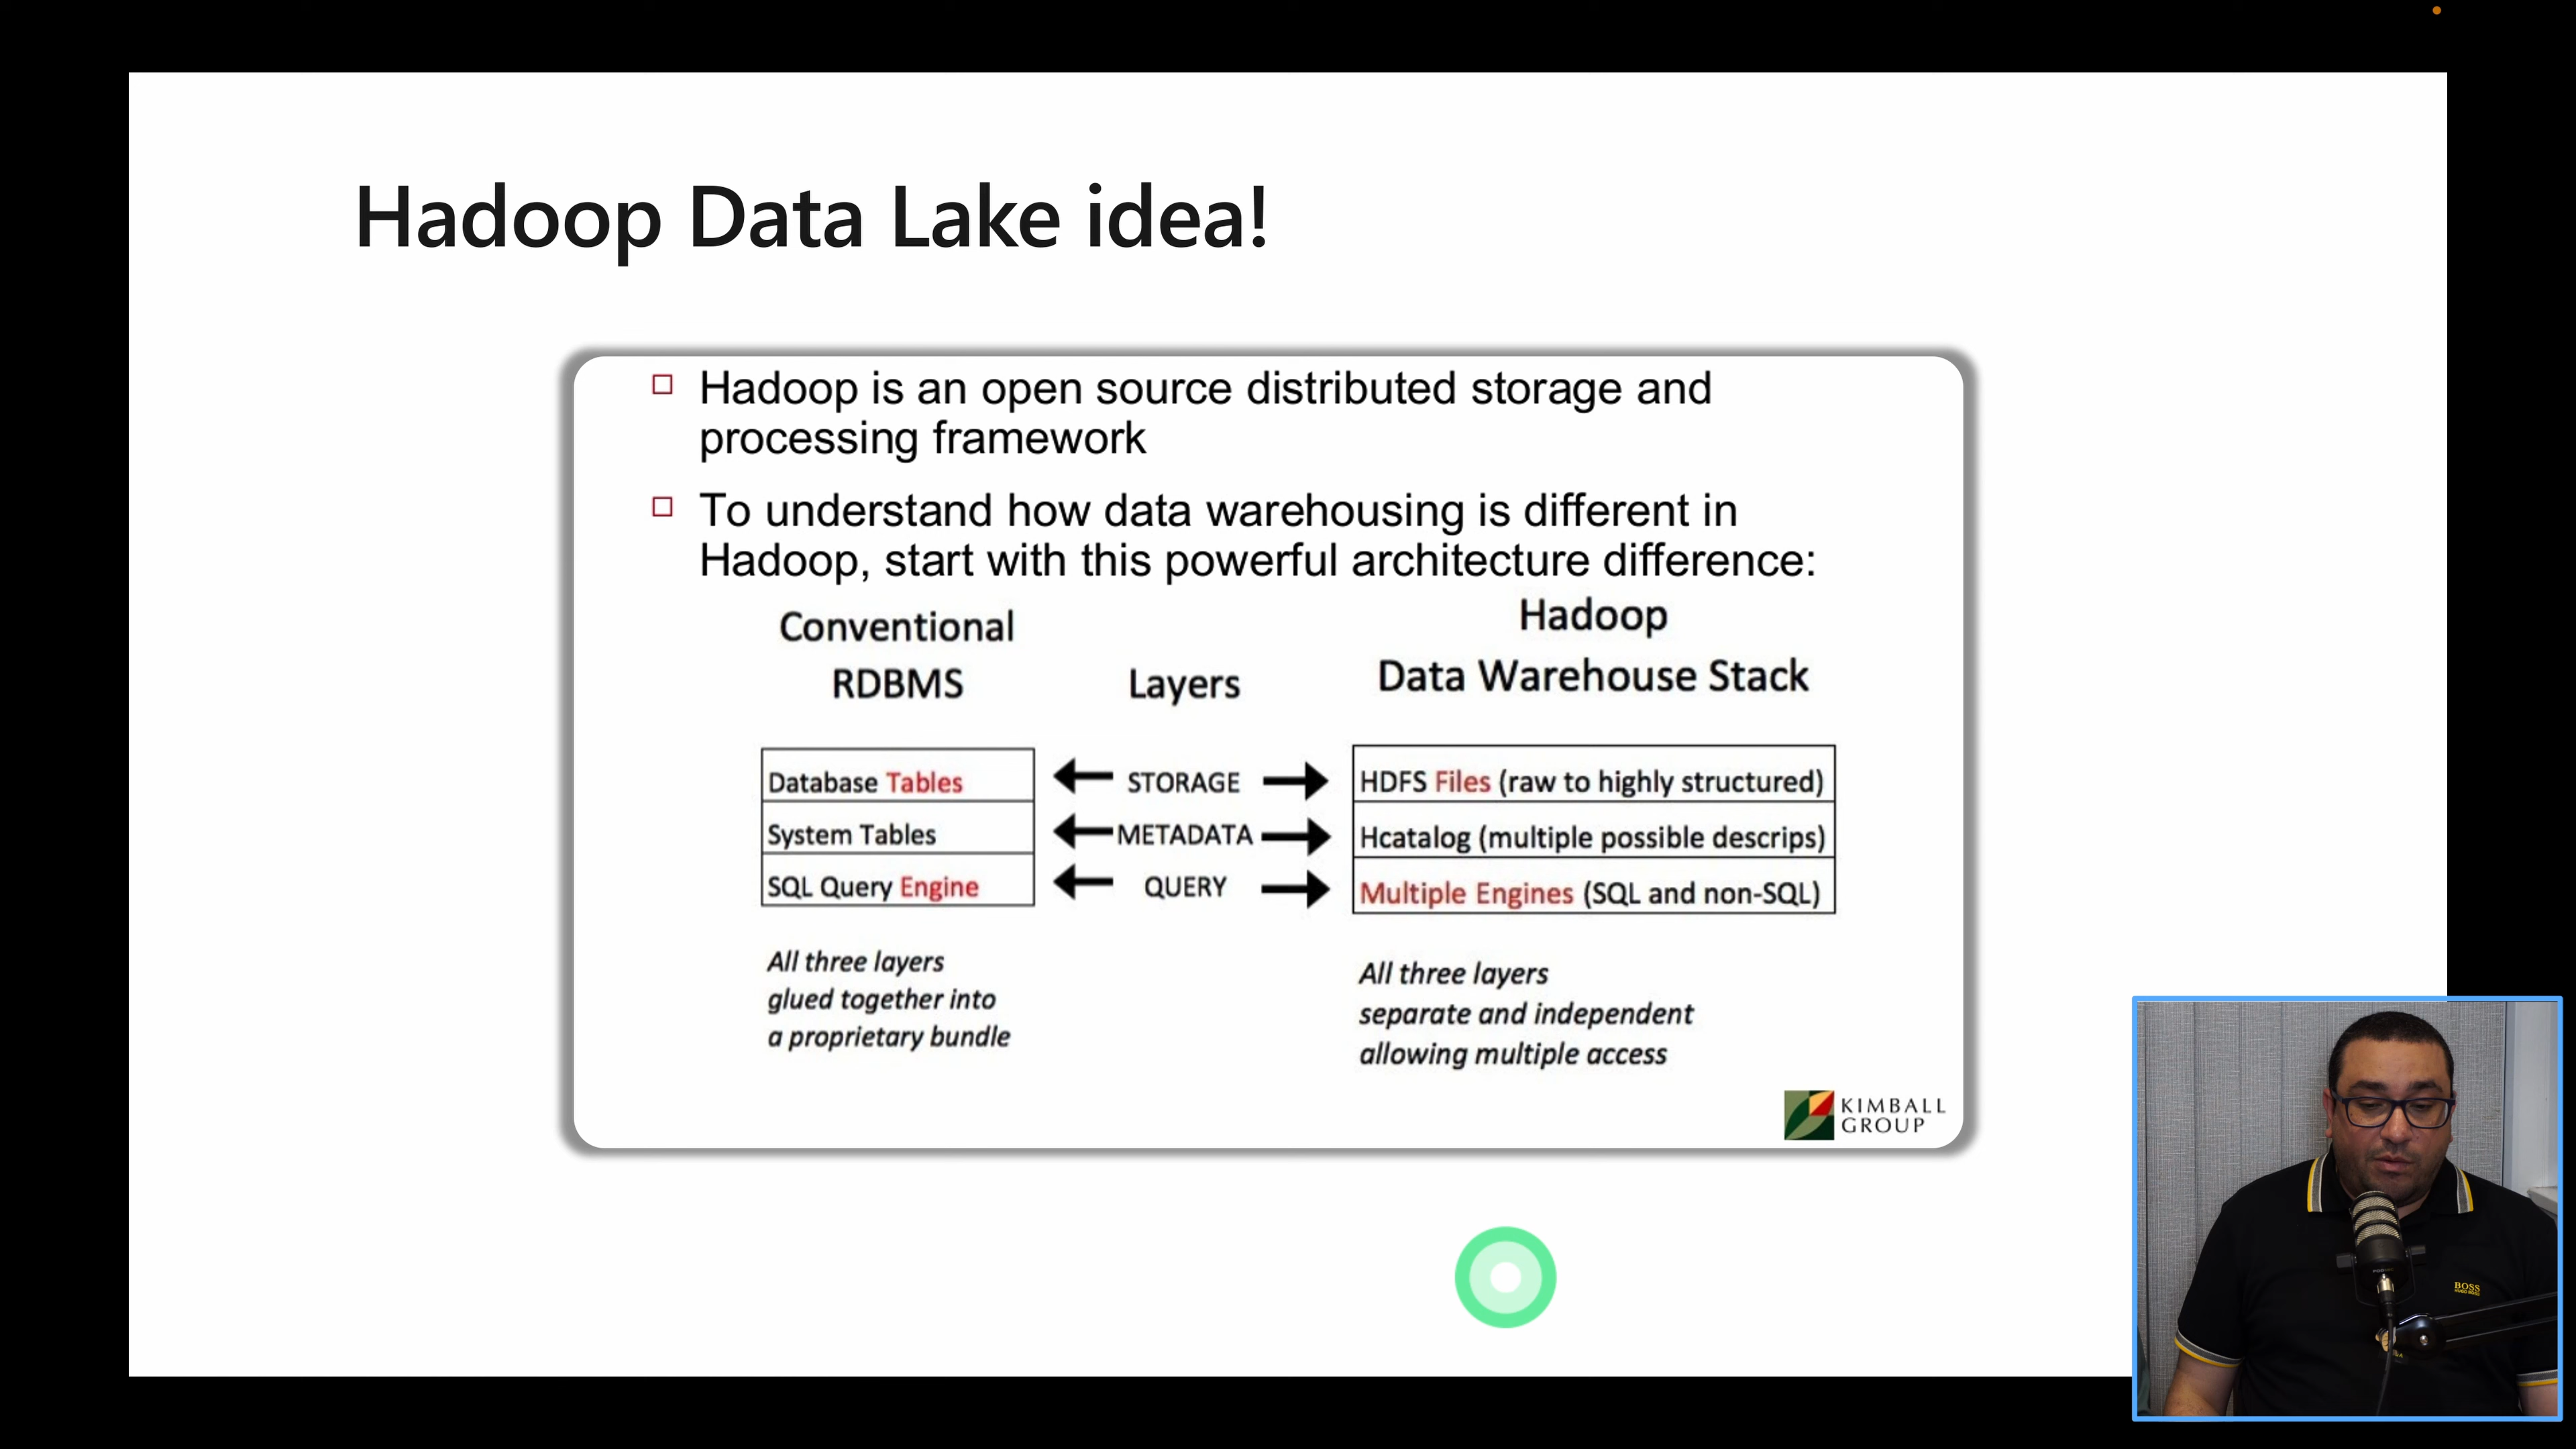 Hadoop Data Lake idea!
Hadoop is an open source distributed storage and
processing framework
To understand how data warehousing is different in
Hadoop, start with this powerful architecture difference:
Conventional
RDBMS
Layers
Hadoop
Data Warehouse Stack
Database Tables
STORAGE
HDFS Files (raw to highly structured)
System Tables
METADATA
Hcatalog (multiple possible descrips)
SQL Query Engine
QUERY
Multiple Engines (SQL and non-SQL)
All three layers
glued together into
a proprietary bundle
All three layers
separate and independent
allowing multiple access
KIMBALL
GROUP
BOSS